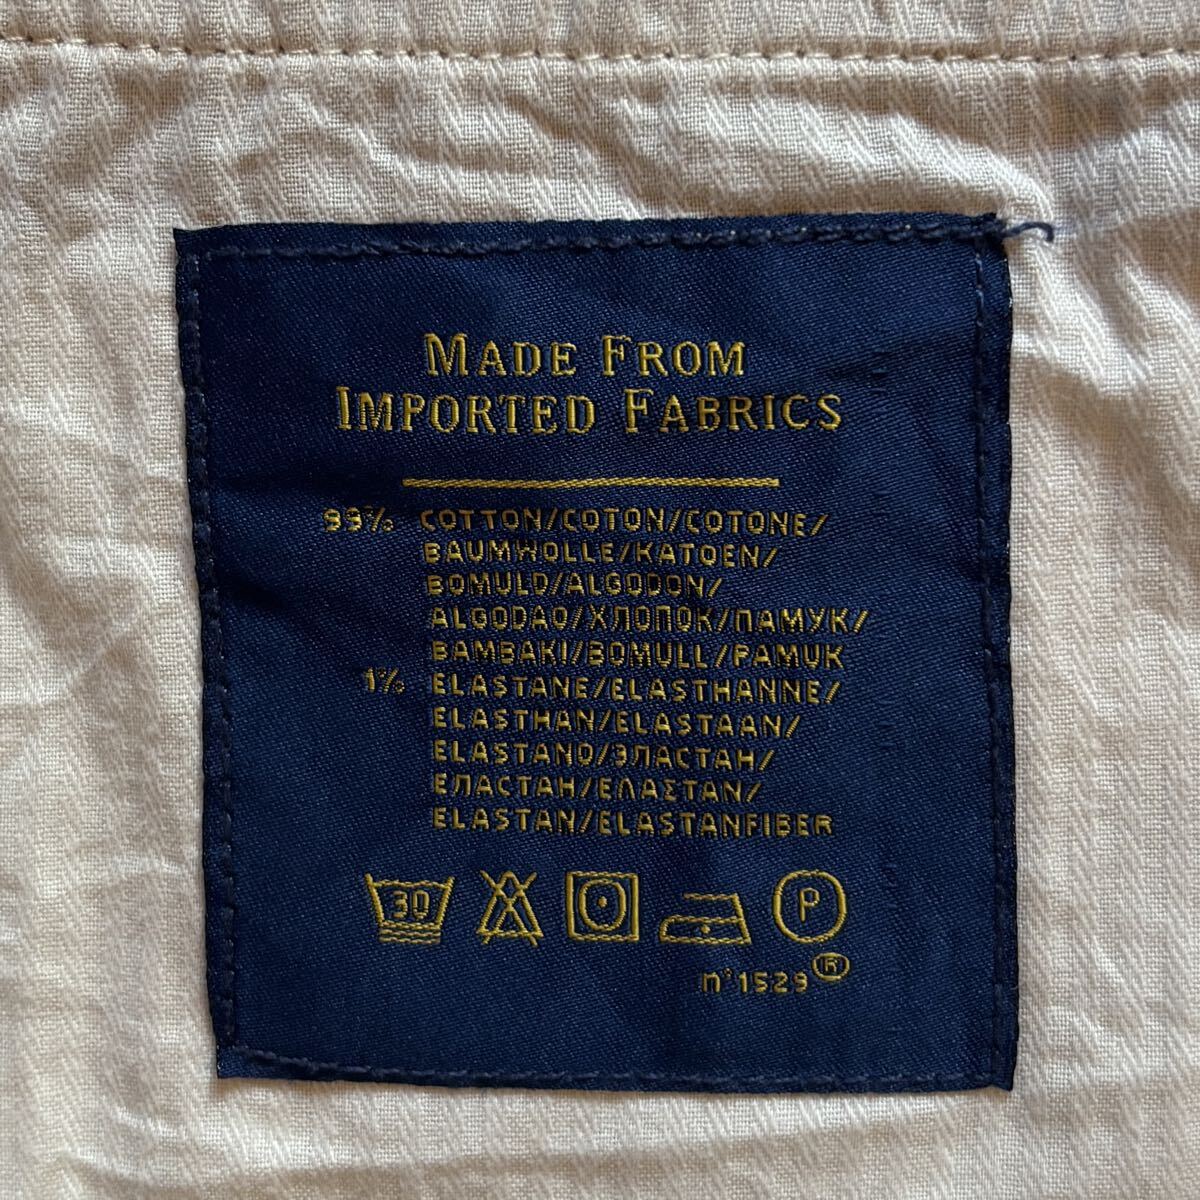 MADE FROM
IMPORTED FABRICS
99% COTTON/COTON/COTONE/
BAUMWOLLE/KATOEN/
BOMULD/ALGODON/
ALGODAO/ХЛОПОК/ПАМУК/
BAMBAKI/BOMULL/PAMUK
1% ELASTANE/ELASTHANNE/
ELASTHAN/ELASTAAN/
ELASTANO/ЭЛАСТАН/
ЕЛАСТАН/ΕΛΑΣΤΑΝ/
ELASTAN/ELASTANFIBER
30 P
n°1529 ®